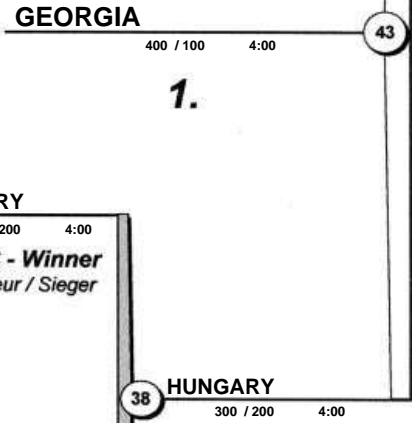 GEORGIA
43
400 / 100 4:00
1.
RY
200 4:00
- Winner
eur / Sieger
38
HUNGARY
300 / 200 4:00